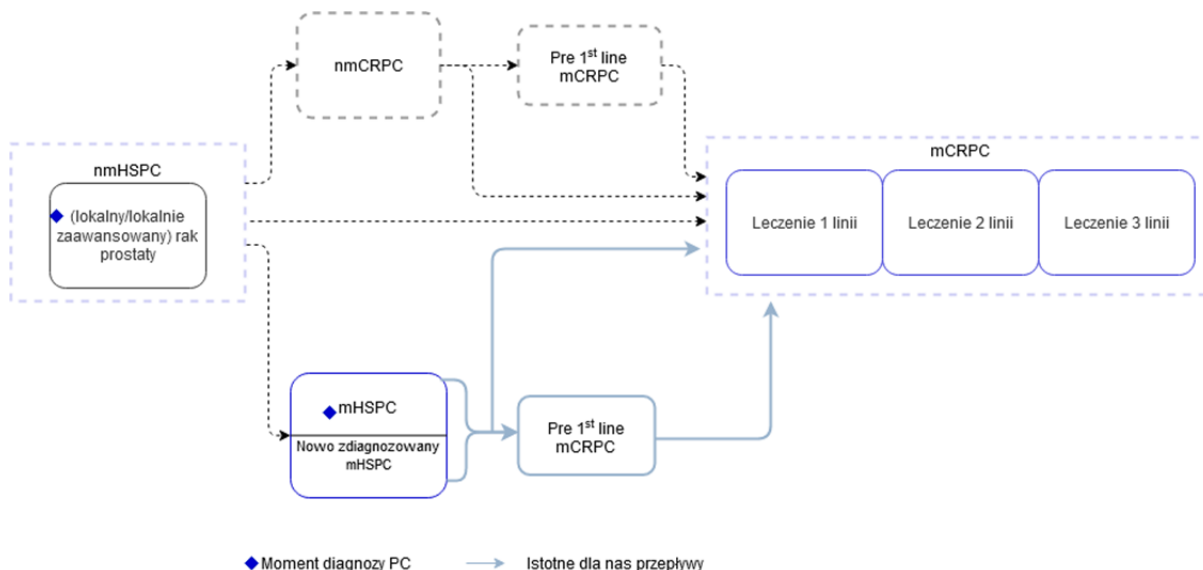 nmCRPC
Pre 1st line
mCRPC
nmHSPC
(lokalny/lokalnie
zaawansowany) rak
prostaty
mCRPC
Leczenie 1 linii
Leczenie 2 linii
Leczenie 3 linii
mHSPC
Nowo zdiagnozowany
mHSPC
Pre 1st line
mCRPC
Moment diagnozy PC
Istotne dla nas przepływy